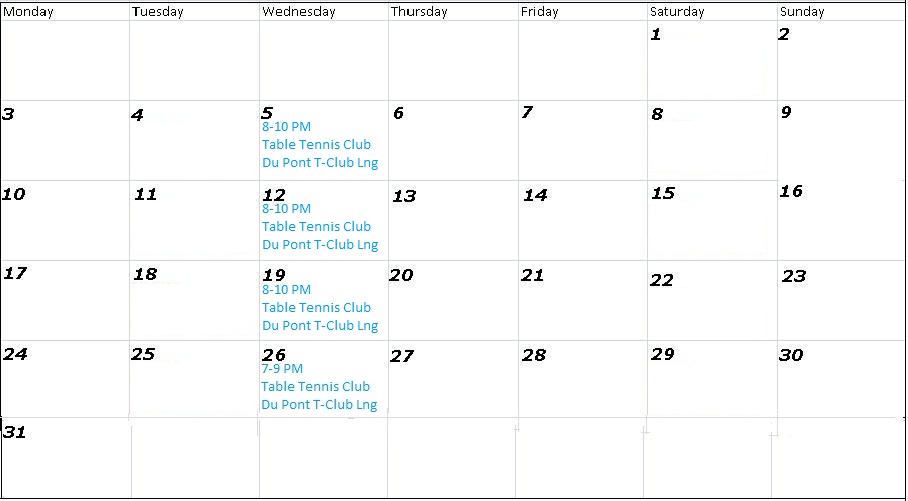 Monday Tuesday Wednesday Thursday Friday Saturday Sunday
1 2
3 4 5 6 7 8 9
8-10 PM
Table Tennis Club
Du Pont T-Club Lng
10 11 12 13 14 15 16
8-10 PM
Table Tennis Club
Du Pont T-Club Lng
17 18 19 20 21 22 23
8-10 PM
Table Tennis Club
Du Pont T-Club Lng
24 25 26 27 28 29 30
7-9 PM
Table Tennis Club
Du Pont T-Club Lng
31